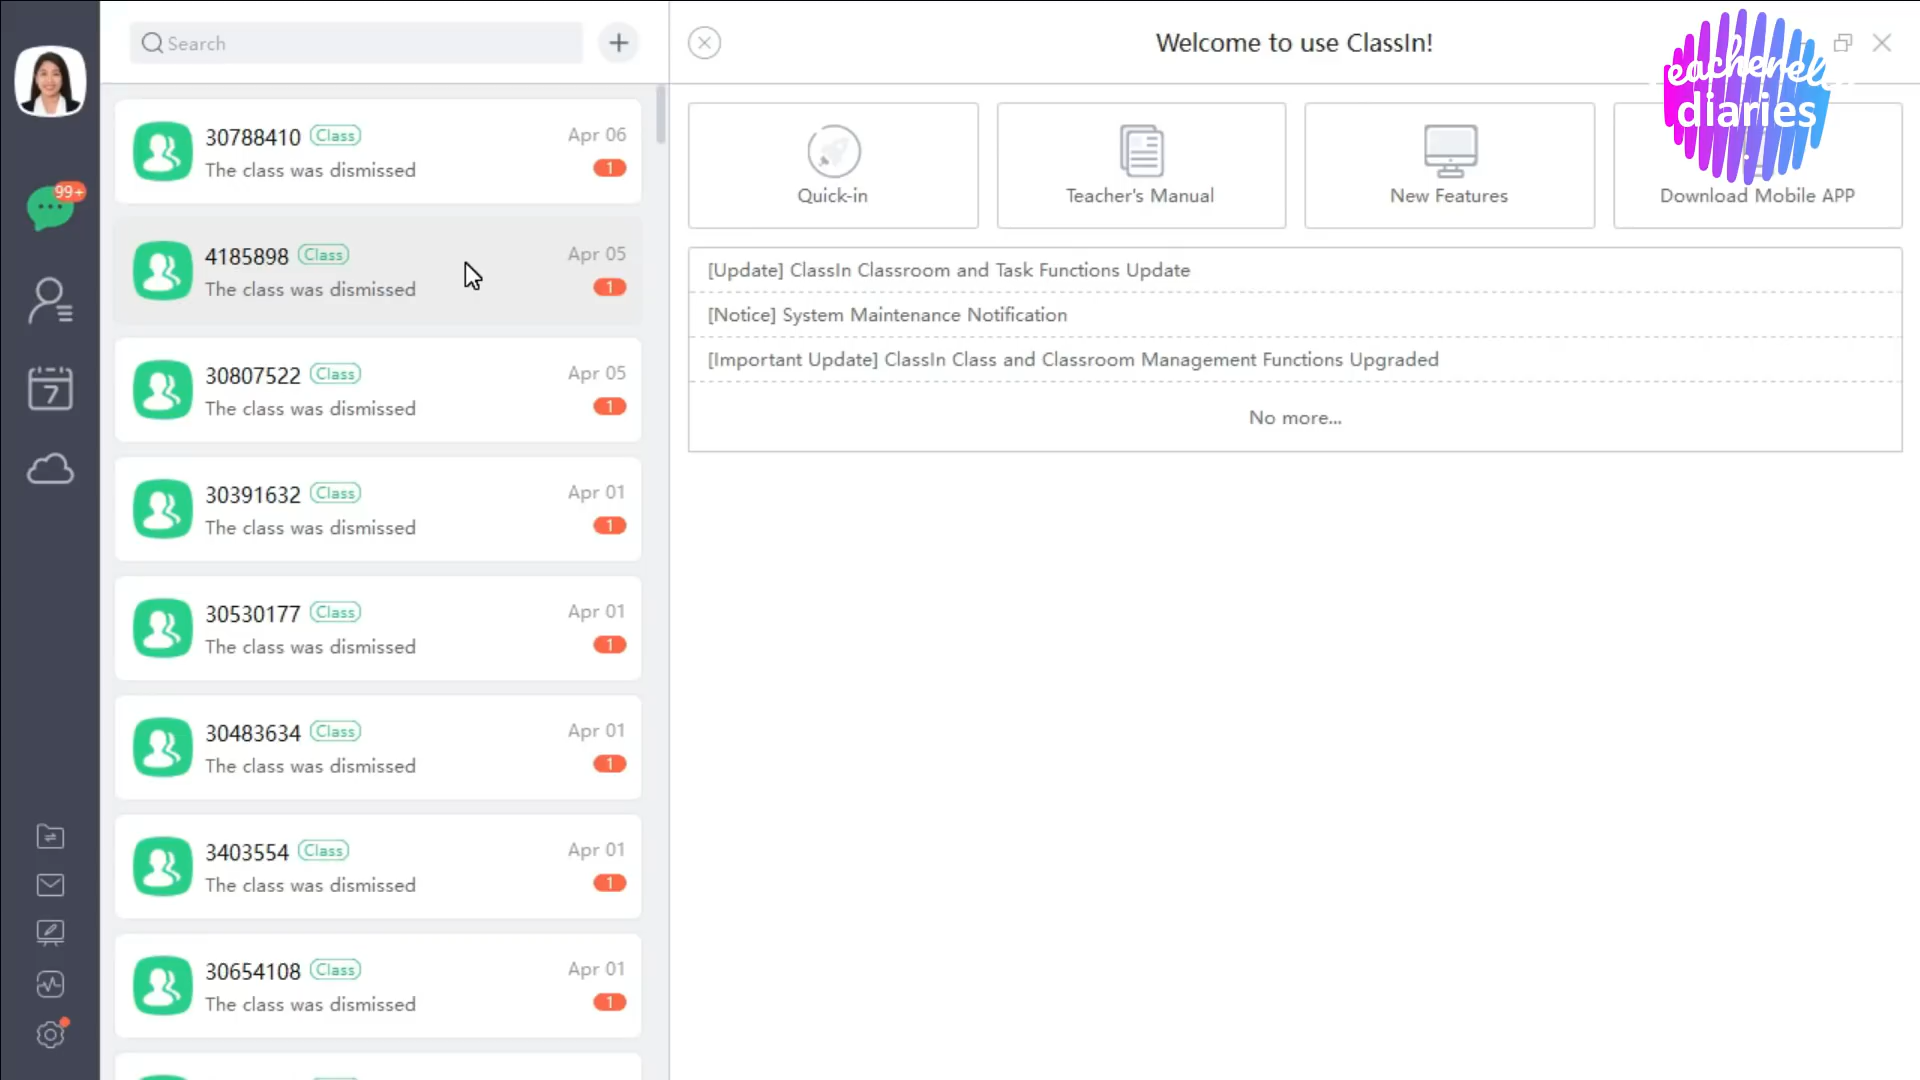 Search
Welcome to use ClassIn!
diaries
99+
7
30788410 Class Apr 06
The class was dismissed 1
4185898 Class Apr 05
The class was dismissed 1
30807522 Class Apr 05
The class was dismissed 1
30391632 Class Apr 01
The class was dismissed 1
30530177 Class Apr 01
The class was dismissed 1
30483634 Class Apr 01
The class was dismissed 1
3403554 Class Apr 01
The class was dismissed 1
30654108 Class Apr 01
The class was dismissed 1
Quick-in
Teacher's Manual
New Features
Download Mobile APP
[Update] ClassIn Classroom and Task Functions Update
[Notice] System Maintenance Notification
[Important Update] ClassIn Class and Classroom Management Functions Upgraded
No more...